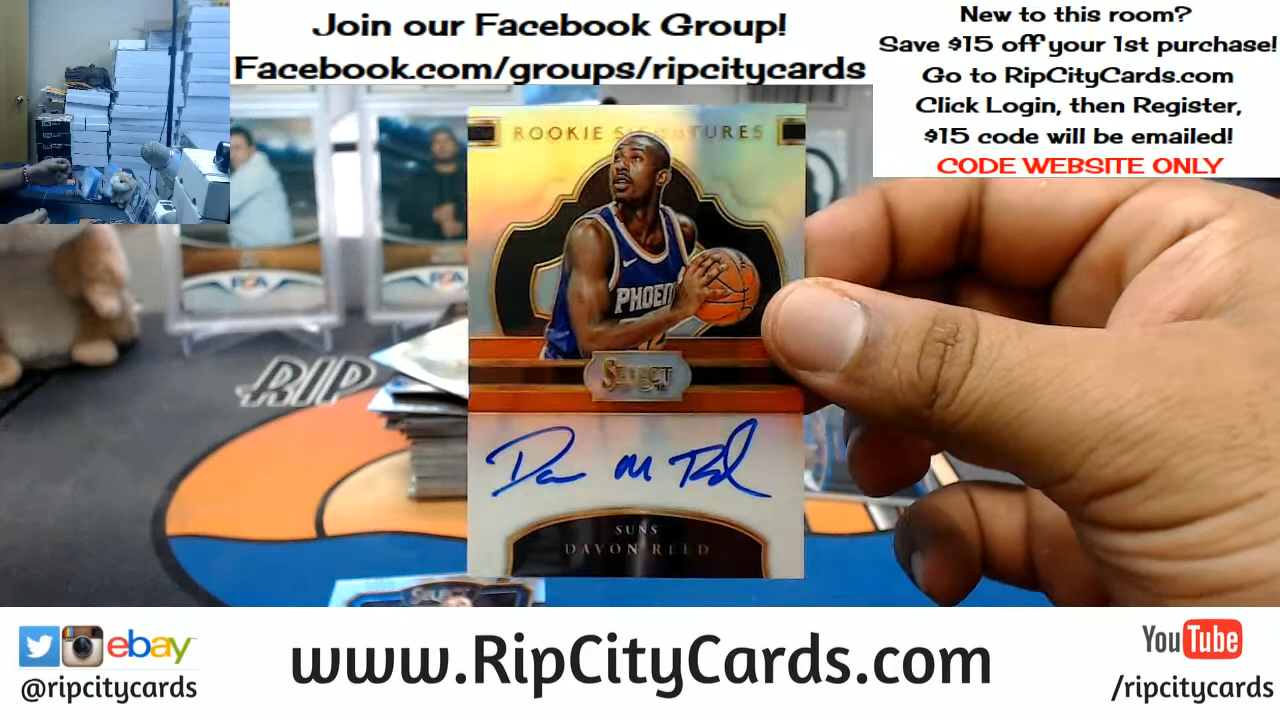 Join our Facebook Group!
Facebook.com/groups/ripcitycards
New to this room?
Save $15 off your 1st purchase!
Go to RipCityCards.com
Click Login, then Register,
$15 code will be emailed!
CODE WEBSITE ONLY
ROOKIE SIGNATURES
PHOENI
SELECT
SUNS
DAVON REED
RIP
SELECT
ebay
@ripcitycards
www.RipCityCards.com
YouTube
/ripcitycards